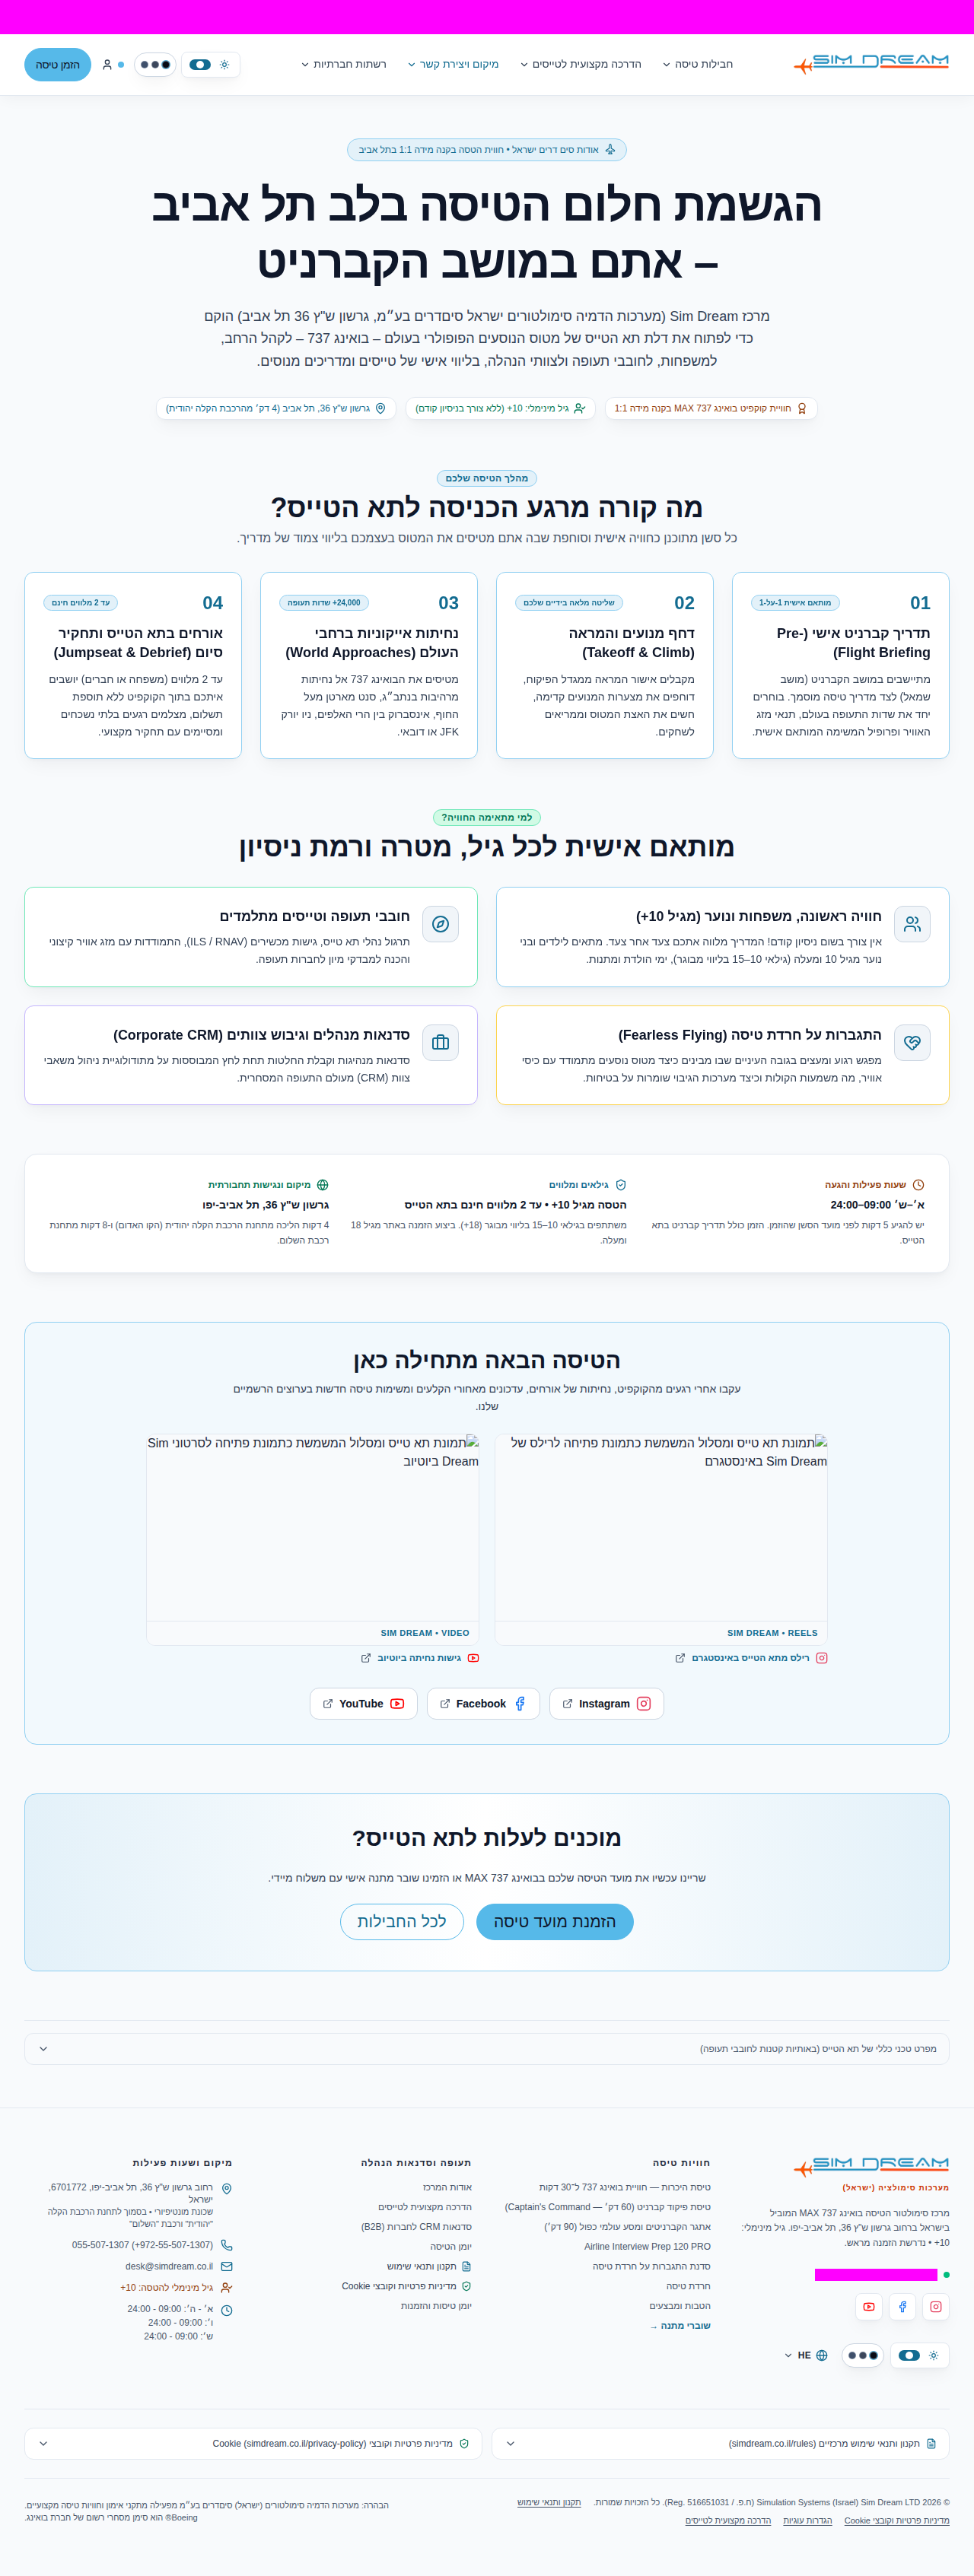 SIM DREAM
חבילות טיסה
הדרכה מקצועית לטייסים
מיקום ויצירת קשר
רשתות חברתיות
הזמן טיסה
אודות סים דרים ישראל • חווית הטסה בקנה מידה 1:1 בתל אביב
הגשמת חלום הטיסה בלב תל אביב
– אתם במושב הקברניט
מרכז Sim Dream (מערכות הדמיה סימולטורים ישראל סימדרים בע״מ, גרשון ש״ץ 36 תל אביב) הוקם
כדי לפתוח את דלת תא הטייס של מטוס הנוסעים הפופולרי בעולם – בואינג 737 – לקהל הרחב,
למשפחות, לחובבי תעופה ולצוותי הנהלה, בליווי אישי של טייסים ומדריכים מנוסים.
חוויית קוקפיט בואינג 737 MAX בקנה מידה 1:1
גיל מינימלי: 10+ (ללא צורך בניסיון קודם)
גרשון ש״ץ 36, תל אביב (4 דק׳ מהרכבת הקלה יהודית)
מהלך הטיסה שלכם
מה קורה מרגע הכניסה לתא הטייס?
כל סשן מתוכנן כחוויה אישית וסוחפת שבה אתם מטיסים את המטוס בעצמכם בליווי צמוד של מדריך.
01
מותאם אישית 1-על-1
תדריך קברניט אישי (Pre-
Flight Briefing)
מתיישבים במושב הקברניט (מושב
שמאל) לצד מדריך טיסה מוסמך. בוחרים
יחד את שדות התעופה בעולם, תנאי מזג
האוויר ופרופיל המשימה המותאם אישית.
02
שליטה מלאה בידיים שלכם
דחף מנועים והמראה
(Takeoff & Climb)
מקבלים אישור המראה ממגדל הפיקוח,
דוחפים את מצערות המנועים קדימה,
חשים את האצת המטוס וממריאים
לשחקים.
03
24,000+ שדות תעופה
נחיתות אייקוניות ברחבי
העולם (World Approaches)
מטיסים את הבואינג 737 אל נחיתות
מרהיבות בנתב״ג, סנט מארטן מעל
החוף, אינסברוק בין הרי האלפים, ניו יורק
JFK או דובאי.
04
עד 2 מלווים חינם
אורחים בתא הטייס ותחקיר
סיום (Jumpseat & Debrief)
עד 2 מלווים (משפחה או חברים) יושבים
איתכם בתוך הקוקפיט ללא תוספת
תשלום, מצלמים רגעים בלתי נשכחים
ומסיימים עם תחקיר מקצועי.
למי מתאימה החוויה?
מותאם אישית לכל גיל, מטרה ורמת ניסיון
חוויה ראשונה, משפחות ונוער (מגיל 10+)
אין צורך בשום ניסיון קודם! המדריך מלווה אתכם צעד אחר צעד. מתאים לילדים ובני
נוער מגיל 10 ומעלה (גילאי 10–15 בליווי מבוגר), ימי הולדת ומתנות.
חובבי תעופה וטייסים מתלמדים
תרגול נהלי תא טייס, גישות מכשירים (ILS / RNAV), התמודדות עם מזג אוויר קיצוני
והכנה למבדקי מיון לחברות תעופה.
התגברות על חרדת טיסה (Fearless Flying)
מפגש רגוע ומעצים בגובה העיניים שבו מבינים כיצד מטוס נוסעים מתמודד עם כיסי
אוויר, מה משמעות הקולות וכיצד מערכות הגיבוי שומרות על בטיחות.
סדנאות מנהלים וגיבוש צוותים (Corporate CRM)
סדנאות מנהיגות וקבלת החלטות תחת לחץ המבוססות על מתודולוגיית ניהול משאבי
צוות (CRM) מעולם התעופה המסחרית.
שעות פעילות והגעה
א׳–ש׳ 09:00–24:00
יש להגיע 5 דקות לפני מועד הסשן שהוזמן. הזמן כולל תדריך קברניט בתא
הטייס.
גילאים ומלווים
הטסה מגיל 10+ • עד 2 מלווים חינם בתא הטייס
משתתפים בגילאי 10–15 בליווי מבוגר (18+). ביצוע הזמנה באתר מגיל 18
ומעלה.
מיקום ונגישות תחבורתית
גרשון ש"ץ 36, תל אביב-יפו
4 דקות הליכה מתחנת הרכבת הקלה יהודית (הקו האדום) ו-8 דקות מתחנת
רכבת השלום.
הטיסה הבאה מתחילה כאן
עקבו אחרי רגעים מהקוקפיט, נחיתות של אורחים, עדכונים מאחורי הקלעים ומשימות טיסה חדשות בערוצים הרשמיים
שלנו.
תמונת תא טייס ומסלול המשמשת כתמונת פתיחה לרילס של
Sim Dream באינסטגרם
SIM DREAM • REELS
רילס מתא הטייס באינסטגרם
תמונת תא טייס ומסלול המשמשת כתמונת פתיחה לסרטוני Sim
Dream ביוטיוב
SIM DREAM • VIDEO
גישות נחיתה ביוטיוב
Instagram
Facebook
YouTube
מוכנים לעלות לתא הטייס?
שריינו עכשיו את מועד הטיסה שלכם בבואינג 737 MAX או הזמינו שובר מתנה אישי עם משלוח מיידי.
הזמנת מועד טיסה
לכל החבילות
מפרט טכני כללי של תא הטייס (באותיות קטנות לחובבי תעופה)
SIM DREAM
מערכות סימולציה (ישראל)
מרכז סימולטור הטיסה בואינג 737 MAX המוביל
בישראל ברחוב גרשון ש״ץ 36, תל אביב-יפו. גיל מינימלי:
10+ • נדרשת הזמנה מראש.
HE
חוויות טיסה
טיסת היכרות — חוויית בואינג 737 ל־30 דקות
טיסת פיקוד קברניט (60 דק׳ — Captain's Command)
אתגר הקברניטים ומסע עולמי כפול (90 דק׳)
Airline Interview Prep 120 PRO
סדנת התגברות על חרדת טיסה
חרדת טיסה
הטבות ומבצעים
שוברי מתנה ←
תעופה וסדנאות הנהלה
אודות המרכז
הדרכה מקצועית לטייסים
סדנאות CRM לחברות (B2B)
יומן הטיסה
תקנון ותנאי שימוש
מדיניות פרטיות וקובצי Cookie
יומן טיסות והזמנות
מיקום ושעות פעילות
רחוב גרשון ש"ץ 36, תל אביב-יפו, 6701772,
ישראל
שכונת מונטיפיורי • בסמוך לתחנת הרכבת הקלה
"יהודית" ורכבת "השלום"
055-507-1307 (+972-55-507-1307)
desk@simdream.co.il
גיל מינימלי להטסה: 10+
א׳ - ה׳: 09:00 - 24:00
ו׳: 09:00 - 24:00
ש׳: 09:00 - 24:00
תקנון ותנאי שימוש מרכזיים (simdream.co.il/rules)
מדיניות פרטיות וקובצי Cookie (simdream.co.il/privacy-policy)
© 2026 Simulation Systems (Israel) Sim Dream LTD (ח.פ. / Reg. 516651031). כל הזכויות שמורות.
תקנון ותנאי שימוש
מדיניות פרטיות וקובצי Cookie
הגדרות עוגיות
הדרכה מקצועית לטייסים
הבהרה: מערכות הדמיה סימולטורים (ישראל) סימדרים בע״מ מפעילה מתקני אימון וחוויות טיסה מקצועיים.
Boeing® הוא סימן מסחרי רשום של חברת בואינג.